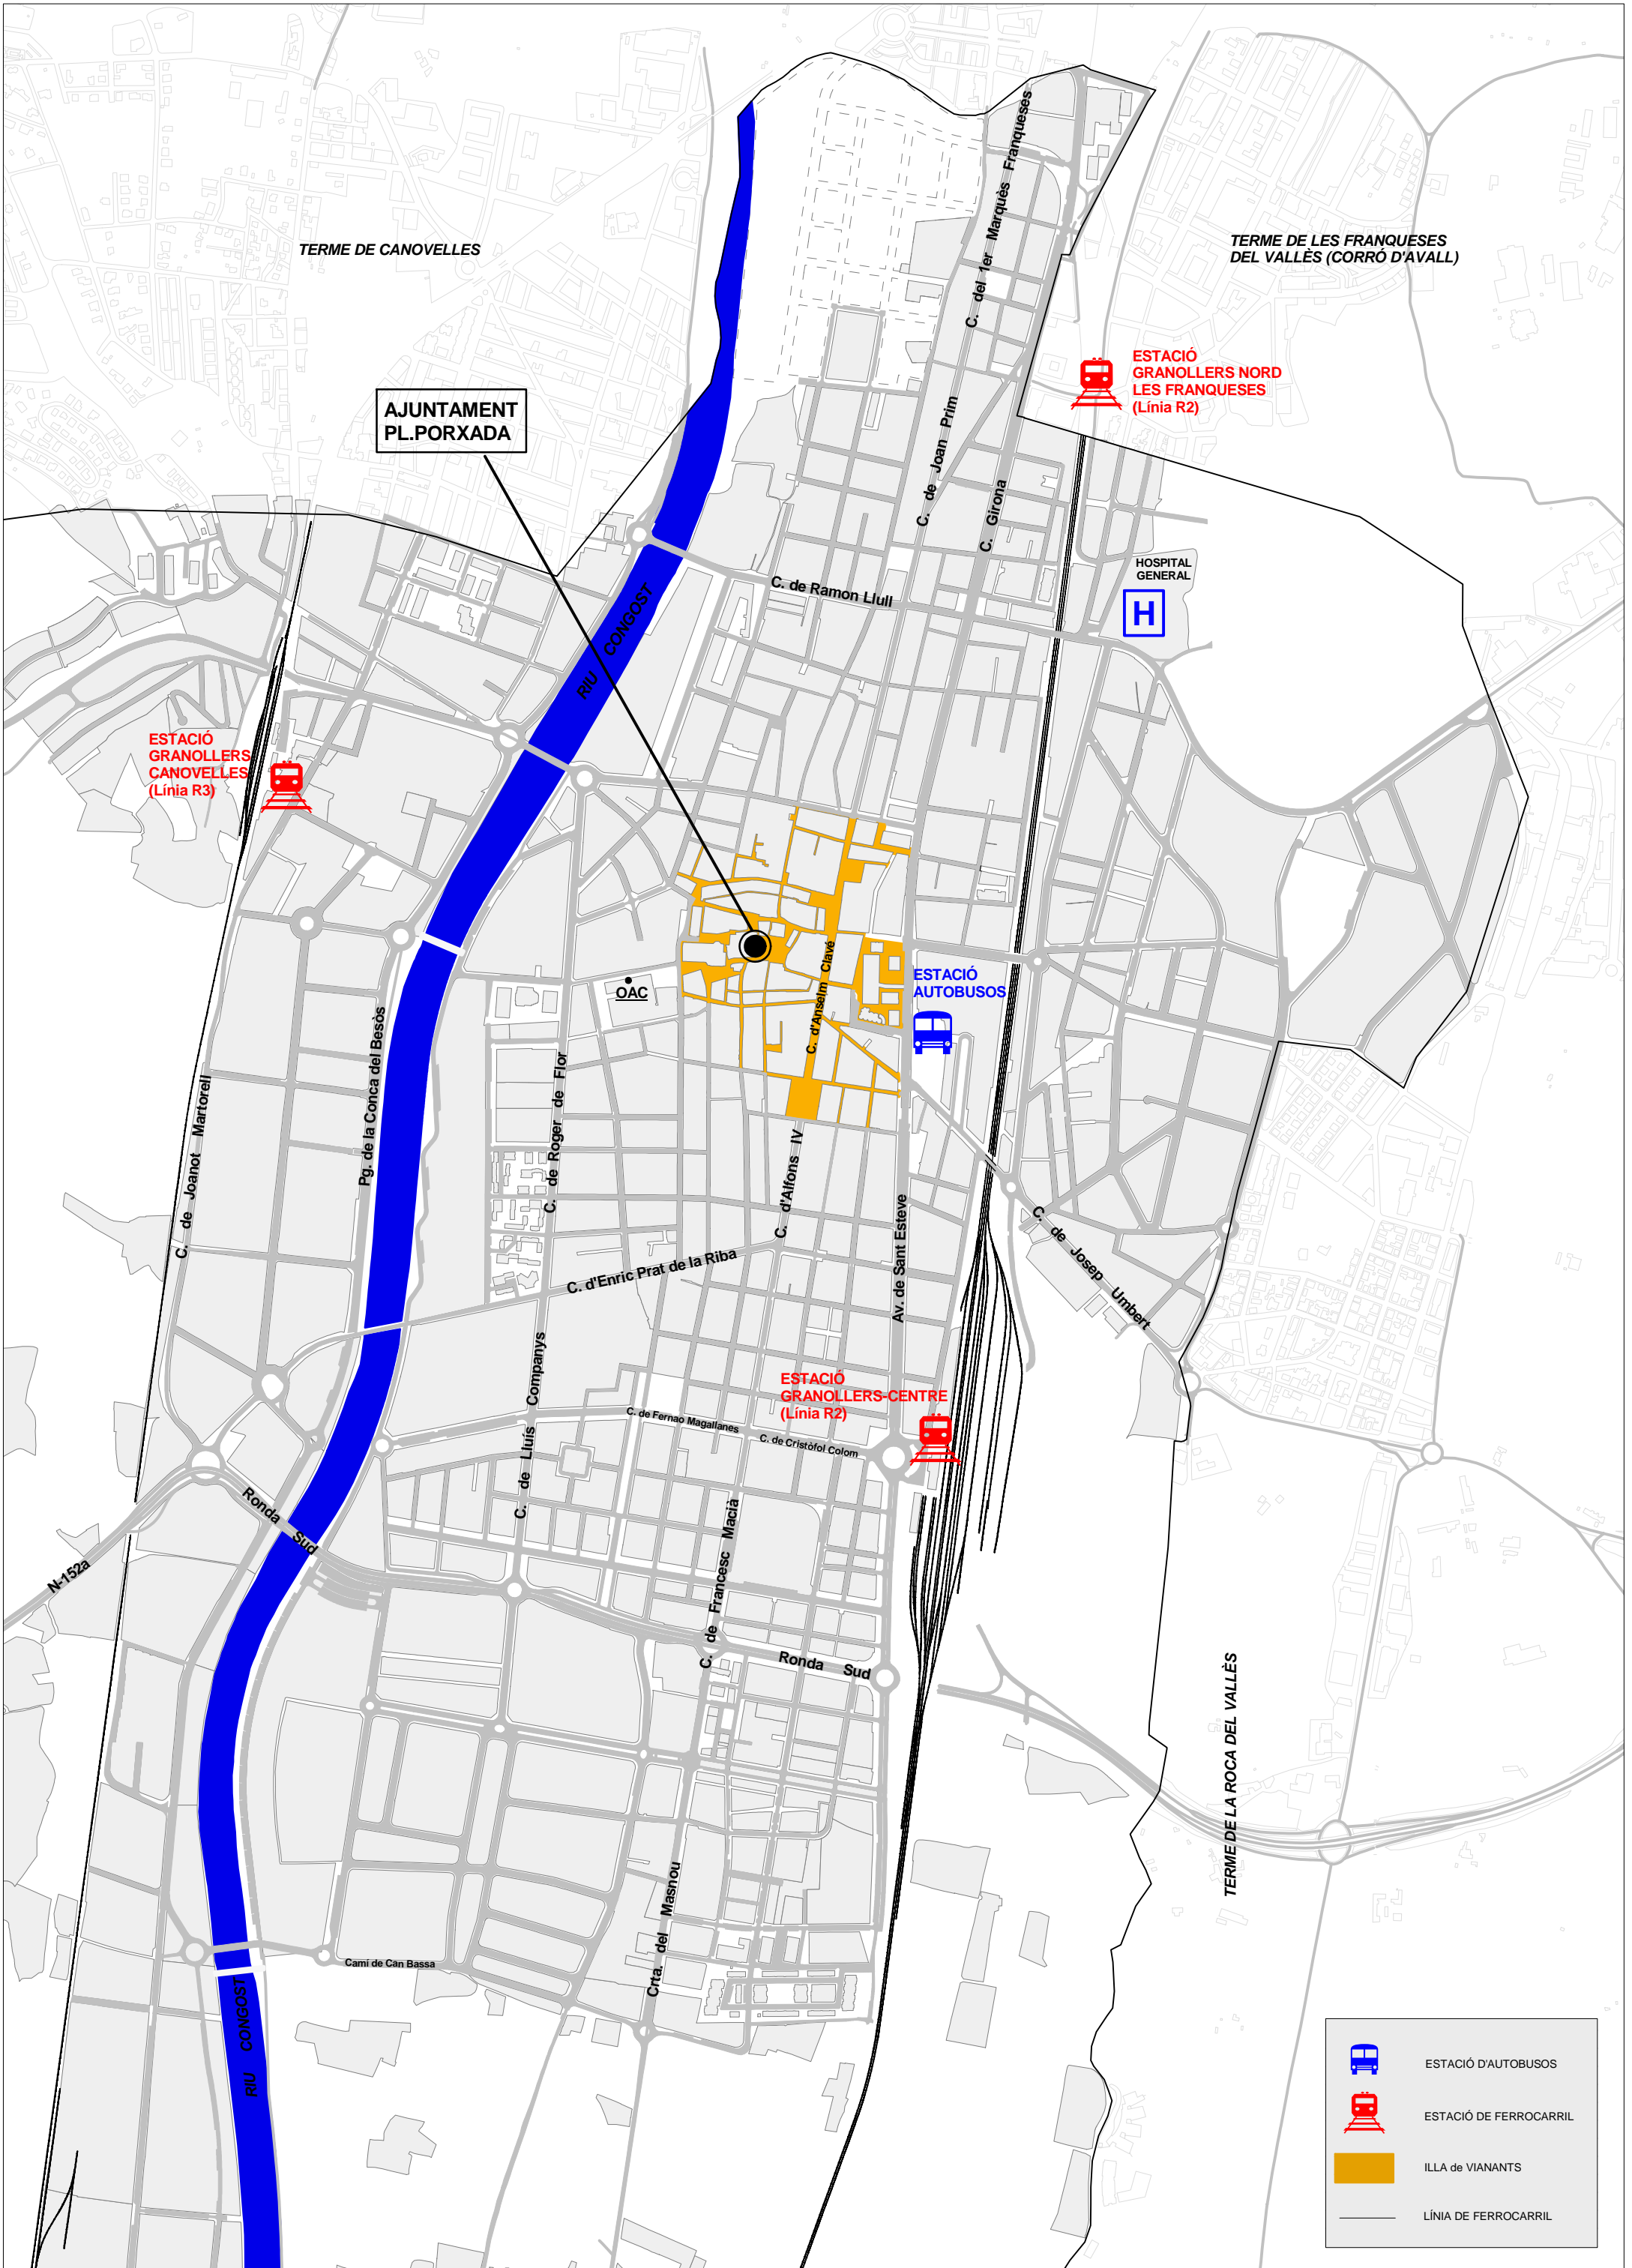 TERME DE CANOVELLES
TERME DE LES FRANQUESES
DEL VALLÈS (CORRÓ D'AVALL)
C. del 1er Marquès Franqueses
ESTACIÓ
GRANOLLERS NORD
LES FRANQUESES
(Línia R2)
AJUNTAMENT
PL.PORXADA
C. de Joan Prim
C. Girona
HOSPITAL
GENERAL
H
C. de Ramon Llull
RIU CONGOST
ESTACIÓ
GRANOLLERS
CANOVELLES
(Línia R3)
C. d'Anselm Clavé
ESTACIÓ
AUTOBUSOS
OAC
Pg. de la Conca del Besòs
C. de Joanot Martorell
C. de Roger de Flor
C. d'Alfons IV
Av. de Sant Esteve
C. de Josep Umbert
C. d'Enric Prat de la Riba
C. de Lluís Companys
ESTACIÓ
GRANOLLERS-CENTRE
(Línia R2)
C. de Fernao Magallanes
C. de Cristòfol Colom
Ronda Sud
N-152a
C. de Francesc Macià
Ronda Sud
TERME DE LA ROCA DEL VALLÈS
Crta. del Masnou
Camí de Can Bassa
RIU CONGOST
ESTACIÓ D'AUTOBUSOS
ESTACIÓ DE FERROCARRIL
ILLA de VIANANTS
LÍNIA DE FERROCARRIL